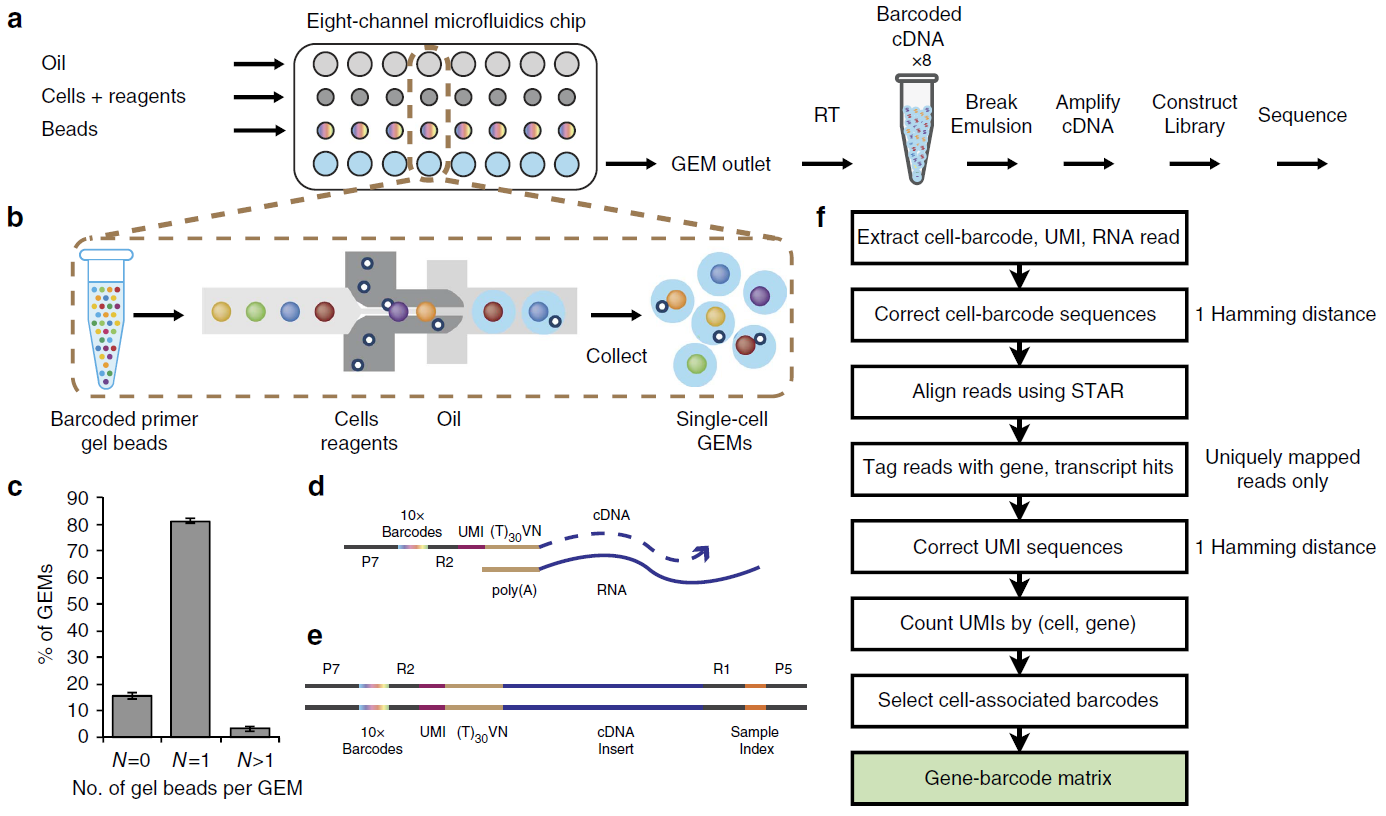 a
Eight-channel microfluidics chip
Oil
Cells + reagents
Beads
GEM outlet
RT
Barcoded
cDNA
×8
Break
Emulsion
Amplify
cDNA
Construct
Library
Sequence
b
Collect
Barcoded primer
gel beads
Cells
reagents
Oil
Single-cell
GEMs
c
% of GEMs
90
80
70
60
50
40
30
20
10
0
N=0
N=1
N>1
No. of gel beads per GEM
d
10×
Barcodes
UMI
(T)30VN
cDNA
P7
R2
poly(A)
RNA
e
P7
R2
R1
P5
10×
Barcodes
UMI
(T)30VN
cDNA
Insert
Sample
Index
f
Extract cell-barcode, UMI, RNA read
Correct cell-barcode sequences
1 Hamming distance
Align reads using STAR
Tag reads with gene, transcript hits
Uniquely mapped
reads only
Correct UMI sequences
1 Hamming distance
Count UMIs by (cell, gene)
Select cell-associated barcodes
Gene-barcode matrix